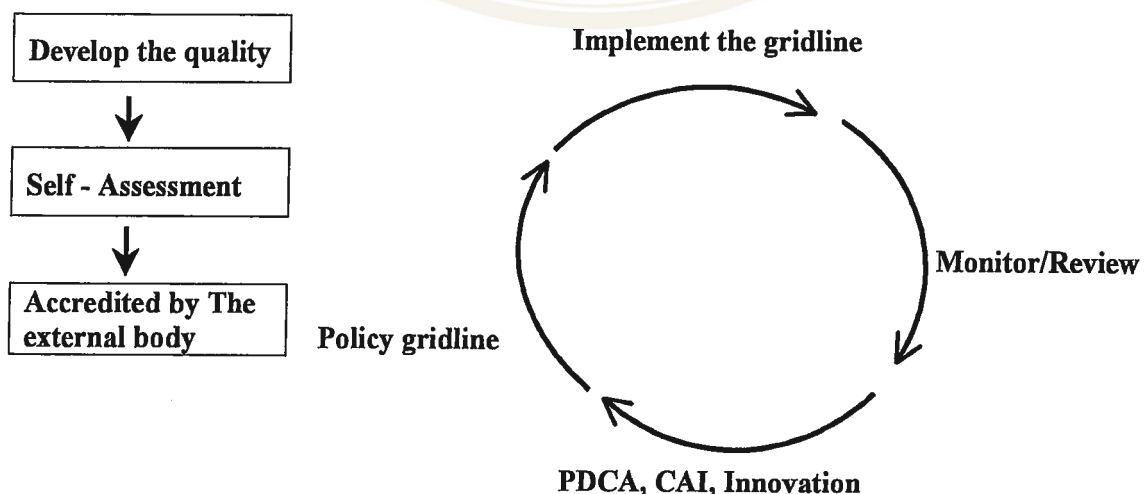 Develop the quality
Self - Assessment
Accredited by The
external body
Implement the gridline
Monitor/Review
Policy gridline
PDCA, CAI, Innovation